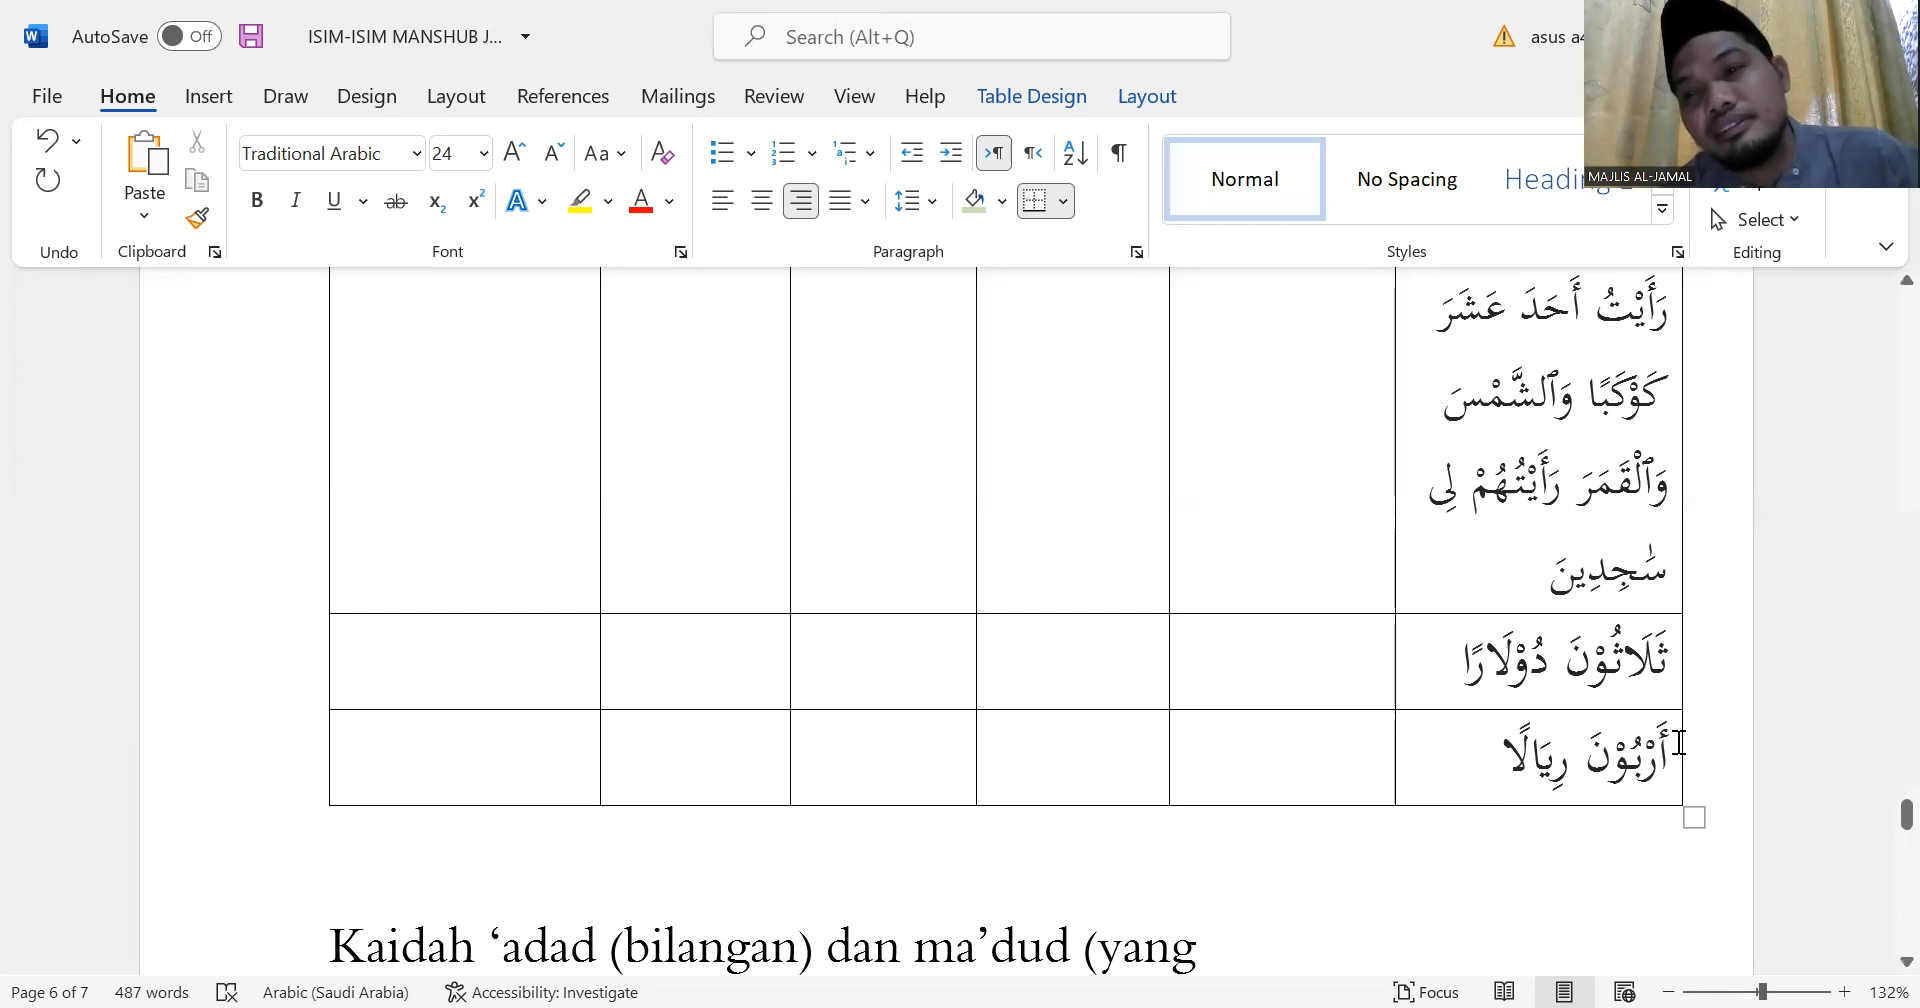 AutoSave Off ISIM-ISIM MANSHUB J... Search (Alt+Q) asus a4
File Home Insert Draw Design Layout References Mailings Review View Help Table Design Layout
Traditional Arabic 24
Paste
Normal No Spacing Heading
MAJLIS AL-JAMAL
Select
Undo Clipboard Font Paragraph Styles Editing
رَأَيْتُ أَحَدَ عَشَرَ
كَوْكَبًا وَٱلشَّمْسَ
وَٱلْقَمَرَ رَأَيْتُهُمْ لِى
سَٰجِدِينَ
ثَلَاثُوْنَ دُوْلَارًا
أَرْبُوْنَ رِيَالًا
Kaidah ‘adad (bilangan) dan ma’dud (yang
Page 6 of 7 487 words Arabic (Saudi Arabia) Accessibility: Investigate Focus 132%